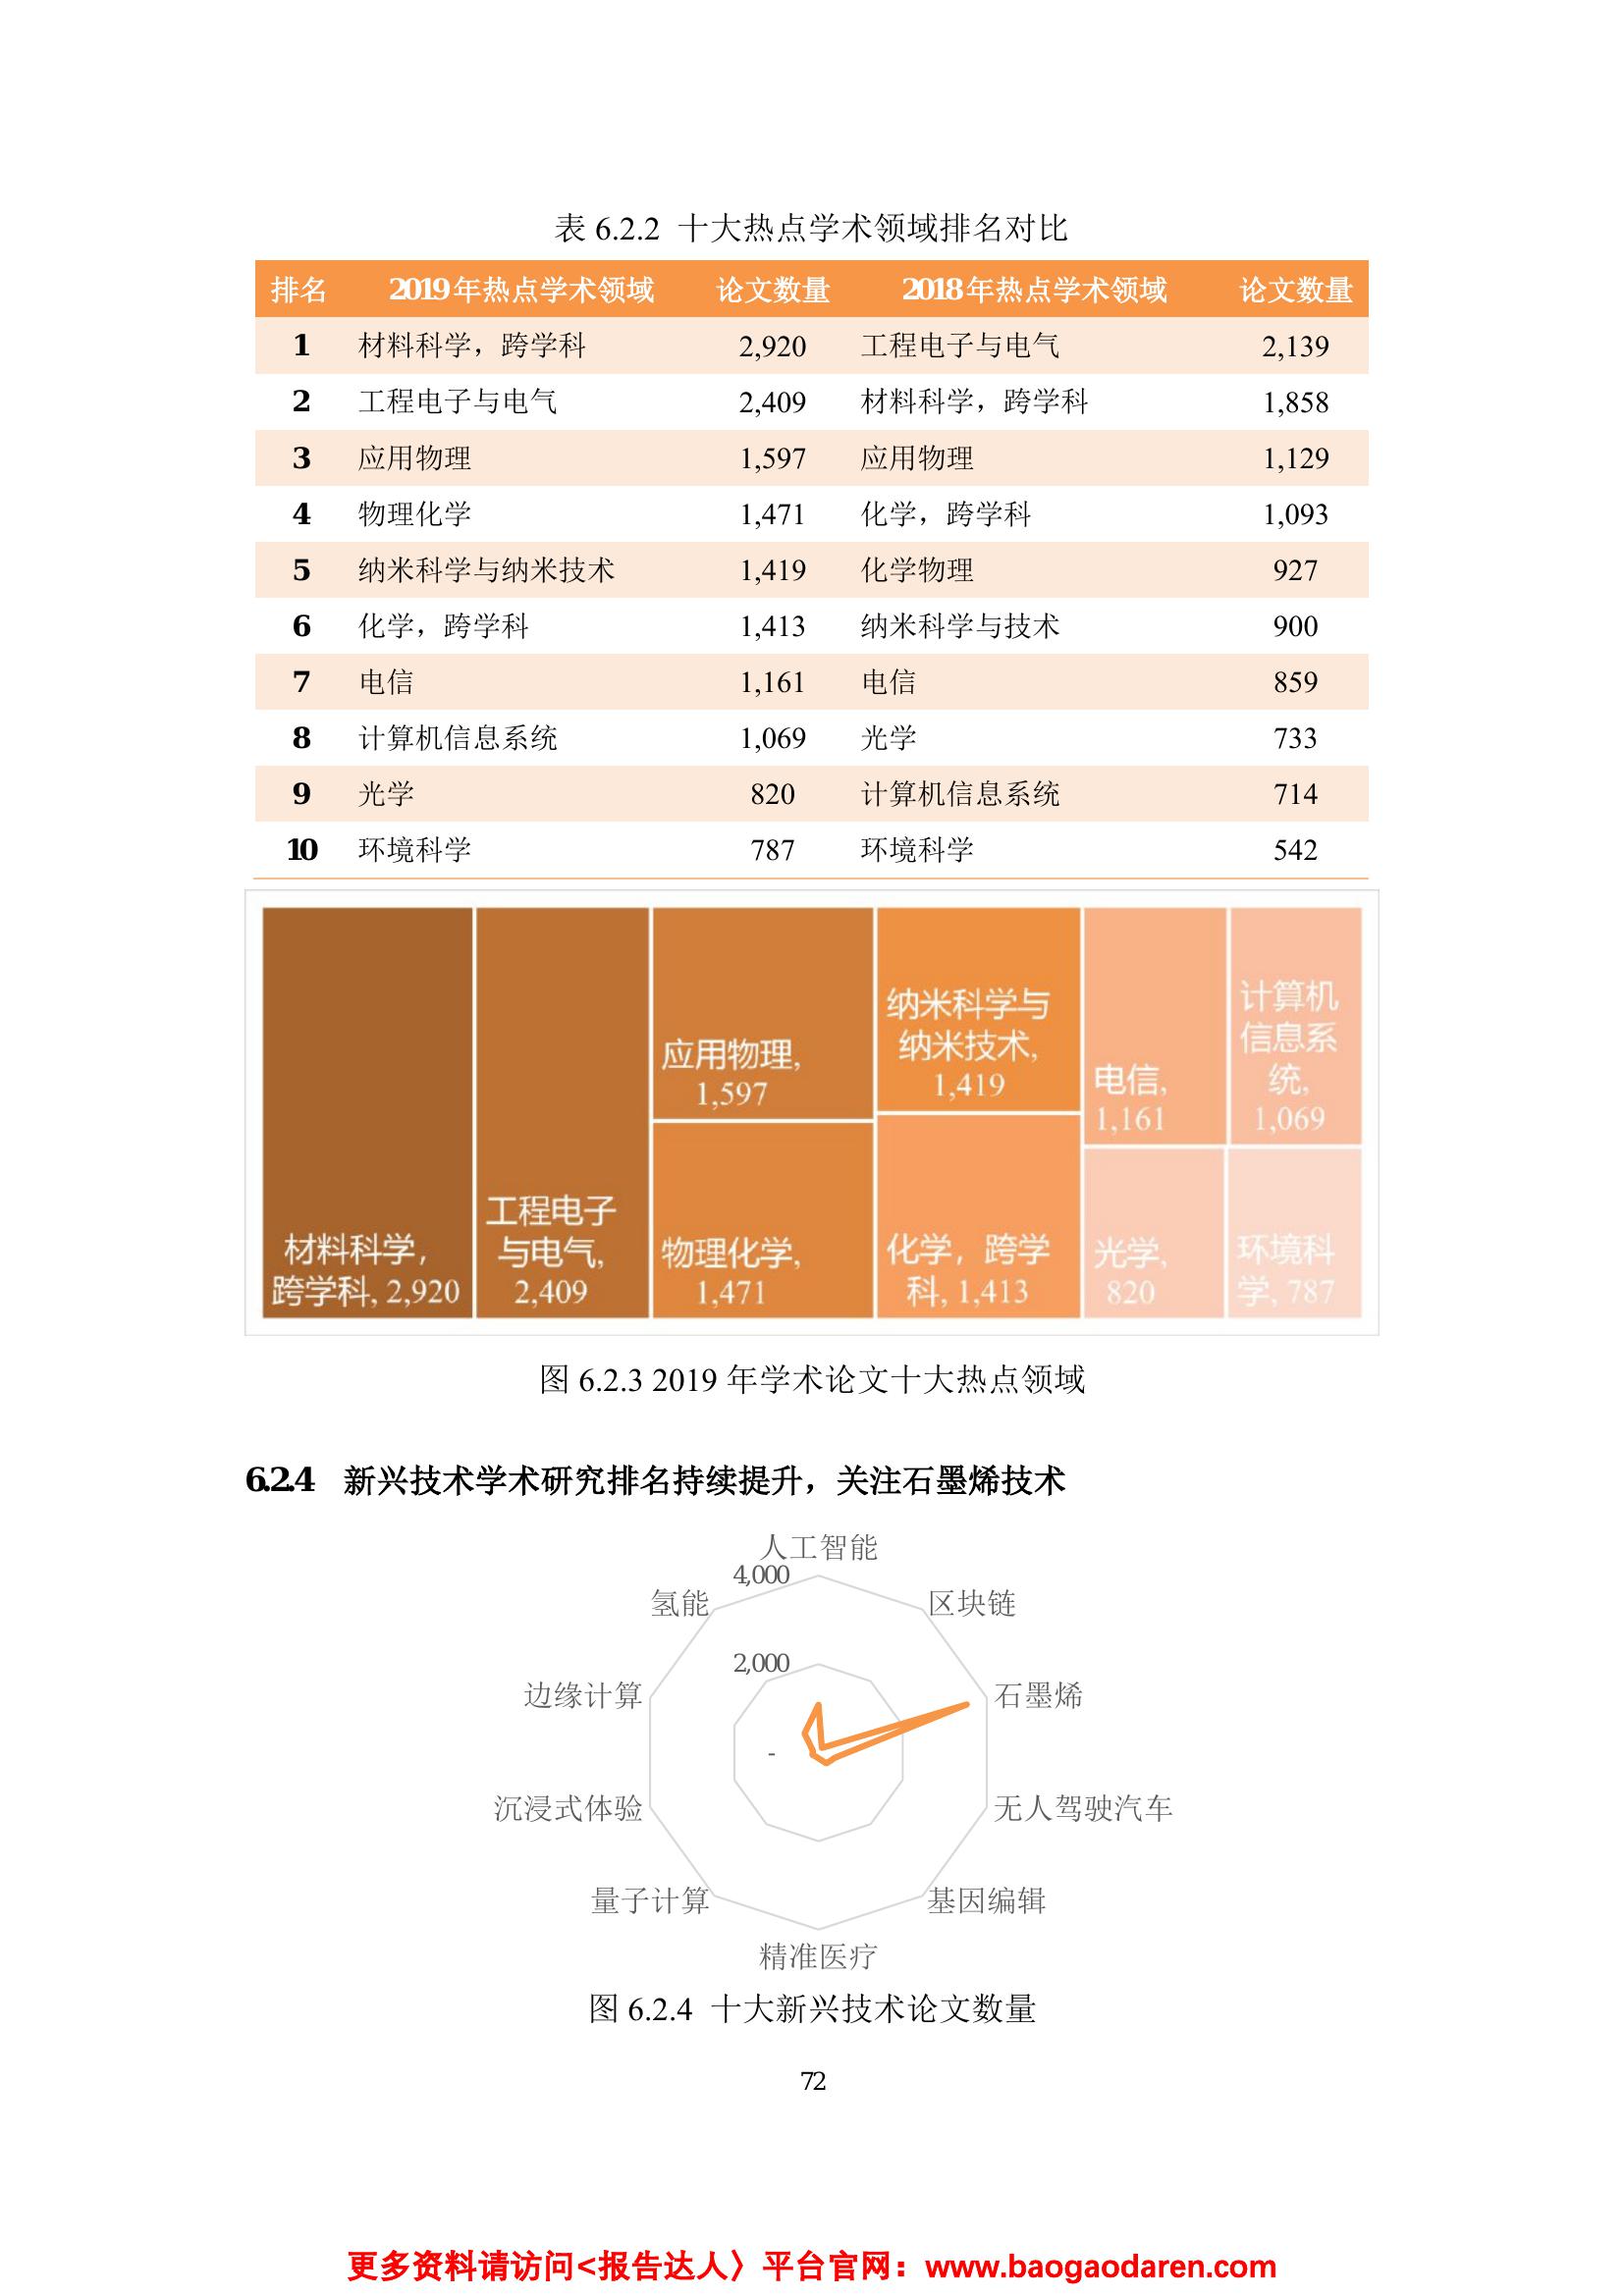 表 6.2.2 十大热点学术领域排名对比
排名 2019年热点学术领域 论文数量 2018年热点学术领域 论文数量
1 材料科学，跨学科 2,920 工程电子与电气 2,139
2 工程电子与电气 2,409 材料科学，跨学科 1,858
3 应用物理 1,597 应用物理 1,129
4 物理化学 1,471 化学，跨学科 1,093
5 纳米科学与纳米技术 1,419 化学物理 927
6 化学，跨学科 1,413 纳米科学与技术 900
7 电信 1,161 电信 859
8 计算机信息系统 1,069 光学 733
9 光学 820 计算机信息系统 714
10 环境科学 787 环境科学 542
材料科学，
跨学科, 2,920
工程电子
与电气,
2,409
应用物理,
1,597
物理化学,
1,471
纳米科学与
纳米技术,
1,419
化学，跨学
科, 1,413
电信,
1,161
计算机
信息系
统,
1,069
光学,
820
环境科
学, 787
图 6.2.3 2019 年学术论文十大热点领域
6.2.4 新兴技术学术研究排名持续提升，关注石墨烯技术
人工智能
4,000
氢能
区块链
2,000
边缘计算
石墨烯
-
沉浸式体验
无人驾驶汽车
量子计算
基因编辑
精准医疗
图 6.2.4 十大新兴技术论文数量
72
更多资料请访问<报告达人〉平台官网：www.baogaodaren.com